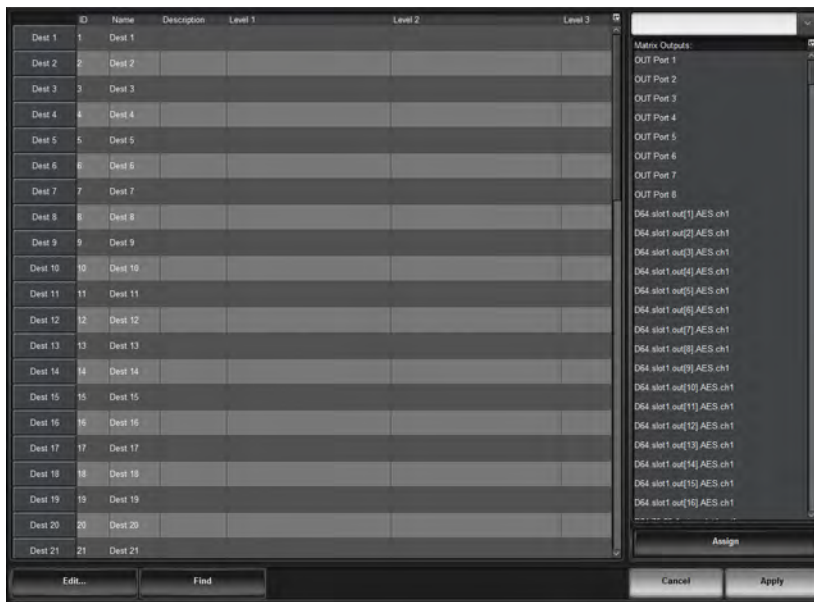 ID Name Description Level 1 Level 2 Level 3
Dest 1 1 Dest 1
Dest 2 2 Dest 2
Dest 3 3 Dest 3
Dest 4 4 Dest 4
Dest 5 5 Dest 5
Dest 6 6 Dest 6
Dest 7 7 Dest 7
Dest 8 8 Dest 8
Dest 9 9 Dest 9
Dest 10 10 Dest 10
Dest 11 11 Dest 11
Dest 12 12 Dest 12
Dest 13 13 Dest 13
Dest 14 14 Dest 14
Dest 15 15 Dest 15
Dest 16 16 Dest 16
Dest 17 17 Dest 17
Dest 18 18 Dest 18
Dest 19 19 Dest 19
Dest 20 20 Dest 20
Dest 21 21 Dest 21
Edit... Find
Matrix Outputs:
OUT Port 1
OUT Port 2
OUT Port 3
OUT Port 4
OUT Port 5
OUT Port 6
OUT Port 7
OUT Port 8
D64.slot1.out[1].AES.ch1
D64.slot1.out[2].AES.ch1
D64.slot1.out[3].AES.ch1
D64.slot1.out[4].AES.ch1
D64.slot1.out[5].AES.ch1
D64.slot1.out[6].AES.ch1
D64.slot1.out[7].AES.ch1
D64.slot1.out[8].AES.ch1
D64.slot1.out[9].AES.ch1
D64.slot1.out[10].AES.ch1
D64.slot1.out[11].AES.ch1
D64.slot1.out[12].AES.ch1
D64.slot1.out[13].AES.ch1
D64.slot1.out[14].AES.ch1
D64.slot1.out[15].AES.ch1
D64.slot1.out[16].AES.ch1
Assign
Cancel Apply